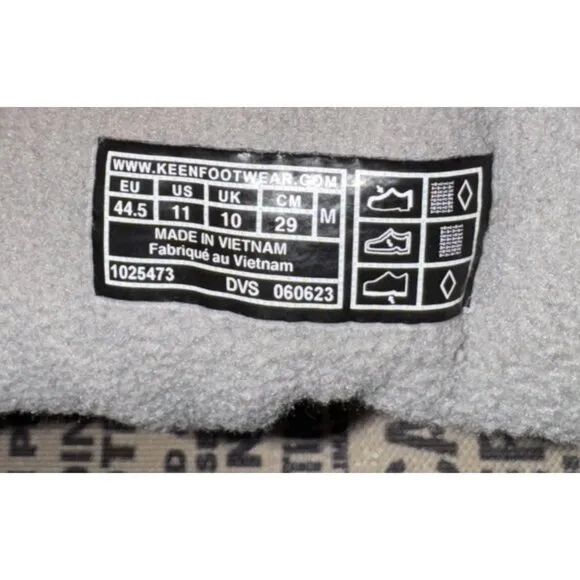 WWW.KEENFOOTWEAR.COM
EU US UK CM M
44.5 11 10 29
MADE IN VIETNAM
Fabriqué au Vietnam
1025473 DVS 060623